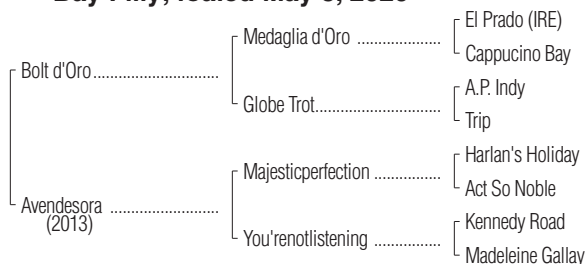 Bay Filly; foaled May
El Prado (IRE)
Medaglia d'Oro ....................
Cappucino Bay
Bolt d'Oro..............................
A.P. Indy
Globe Trot..............................
Trip
Harlan's Holiday
Majesticperfection ................
Act So Noble
Avendesora ..........................
(2013)
Kennedy Road
You'renotlistening ................
Madeleine Gallay